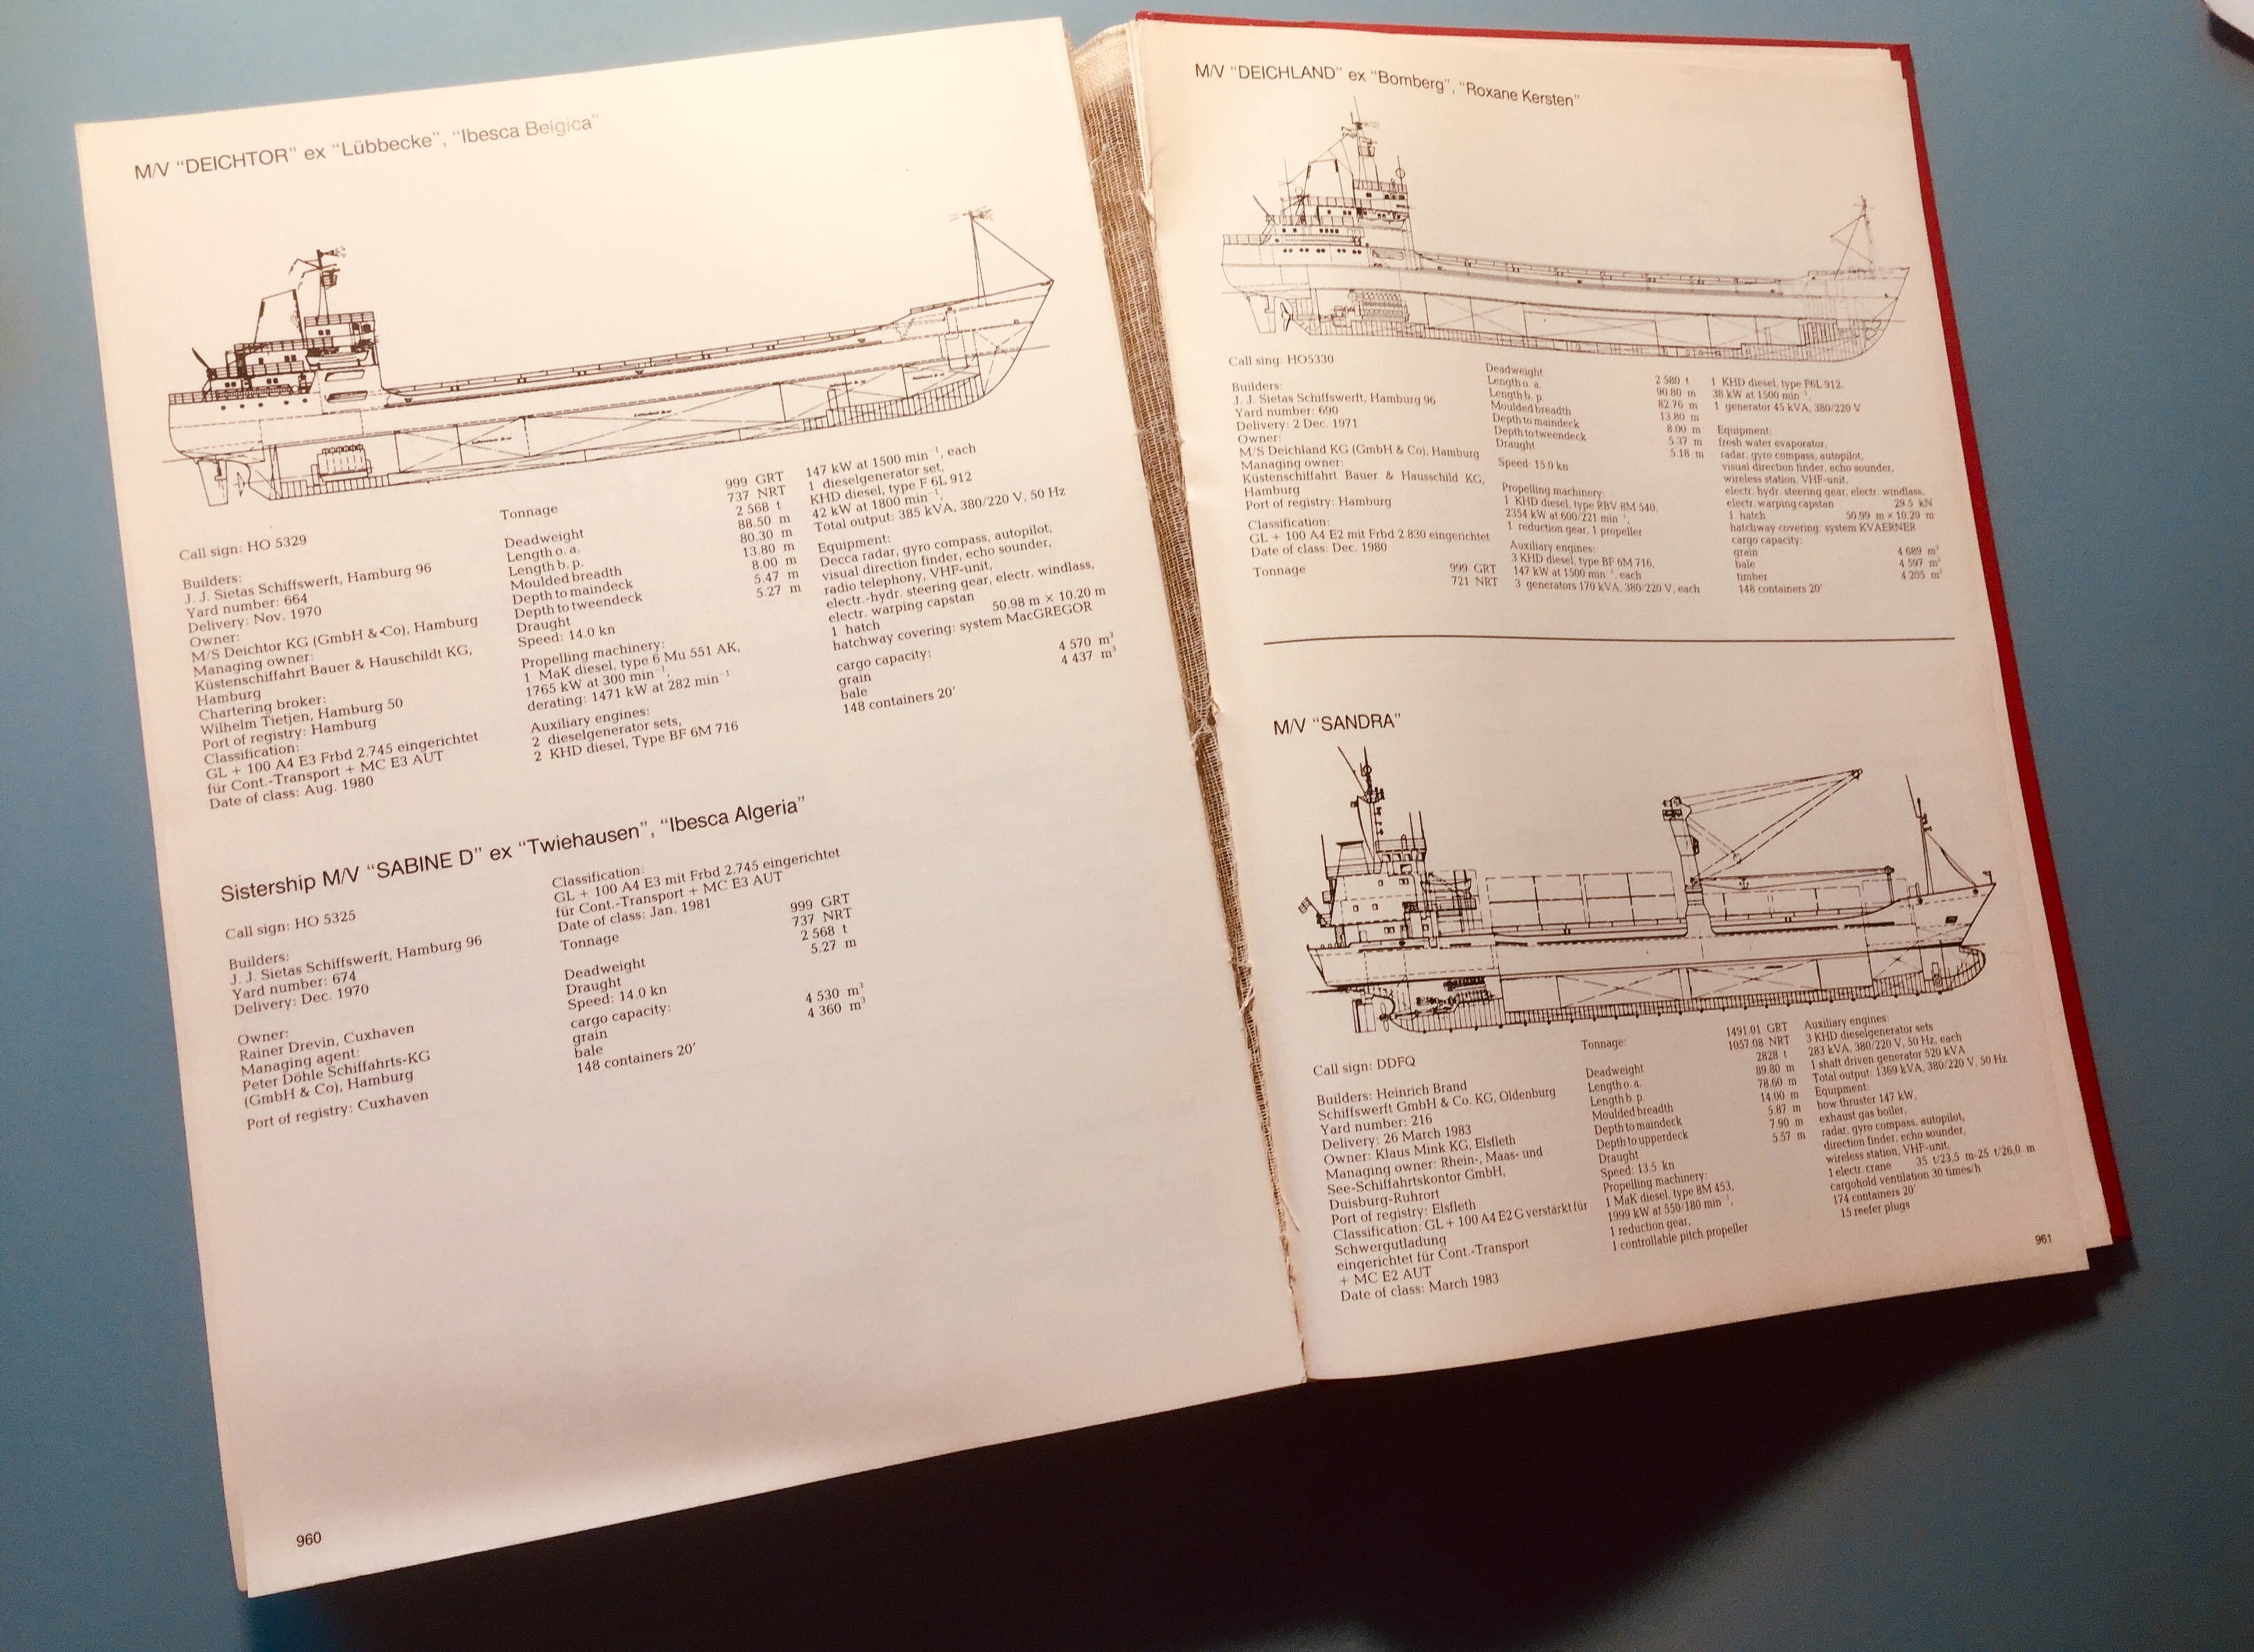 M/V “DEICHTOR” ex “Lübbecke”, “Ibesca Belgica”
Call sign: HO 5329
Builders:
J. J. Sietas Schiffswerft, Hamburg 96
Yard number: 664
Delivery: Nov. 1970
Owner:
M/S Deichtor KG (GmbH & Co), Hamburg
Managing owner:
Küstenschiffahrt Bauer & Hauschildt KG,
Hamburg
Chartering broker:
Wilhelm Tietjen, Hamburg 50
Port of registry: Hamburg
Classification:
GL + 100 A4 E3 Frbd 2.745 eingerichtet
für Cont.-Transport + MC E3 AUT
Date of class: Aug. 1980
Tonnage 999 GRT
737 NRT
Deadweight 2 568 t
Length o. a. 88.50 m
Length b. p. 80.30 m
Moulded breadth 13.80 m
Depth to maindeck 8.00 m
Depth to tweendeck 5.47 m
Draught 5.27 m
Speed: 14.0 kn
Propelling machinery:
1 MaK diesel, type 6 Mu 551 AK,
1765 kW at 300 min⁻¹,
derating: 1471 kW at 282 min⁻¹
Auxiliary engines:
2 dieselgenerator sets,
2 KHD diesel, Type BF 6M 716
147 kW at 1500 min⁻¹, each
1 dieselgenerator set,
KHD diesel, type F 6L 912
42 kW at 1800 min⁻¹,
Total output: 385 kVA, 380/220 V, 50 Hz
Equipment:
Decca radar, gyro compass, autopilot,
visual direction finder, echo sounder,
radio telephony, VHF-unit,
electr.-hydr. steering gear, electr. windlass,
electr. warping capstan
1 hatch 50.98 m × 10.20 m
hatchway covering: system MacGREGOR
cargo capacity:
grain 4 570 m³
bale 4 437 m³
148 containers 20′
Sistership M/V “SABINE D” ex “Twiehausen”, “Ibesca Algeria”
Call sign: HO 5325
Builders:
J. J. Sietas Schiffswerft, Hamburg 96
Yard number: 674
Delivery: Dec. 1970
Owner:
Rainer Drevin, Cuxhaven
Managing agent:
Peter Döhle Schiffahrts-KG
(GmbH & Co), Hamburg
Port of registry: Cuxhaven
Classification:
GL + 100 A4 E3 mit Frbd 2.745 eingerichtet
für Cont.-Transport + MC E3 AUT
Date of class: Jan. 1981
Tonnage 999 GRT
737 NRT
Deadweight 2 568 t
Draught 5.27 m
Speed: 14.0 kn
cargo capacity:
grain 4 530 m³
bale 4 360 m³
148 containers 20′
960
M/V “DEICHLAND” ex “Bomberg”, “Roxane Kersten”
Call sing: HO5330
Builders:
J. J. Sietas Schiffswerft, Hamburg 96
Yard number: 690
Delivery: 2 Dec. 1971
Owner:
M/S Deichland KG (GmbH & Co), Hamburg
Managing owner:
Küstenschiffahrt Bauer & Hausschild KG,
Hamburg
Port of registry: Hamburg
Classification:
GL + 100 A4 E2 mit Frbd 2.830 eingerichtet
Date of class: Dec. 1980
Tonnage 999 GRT
721 NRT
Deadweight 2 580 t
Length o. a. 90.80 m
Length b. p. 82.76 m
Moulded breadth 13.80 m
Depth to maindeck 8.00 m
Depth to tweendeck 5.37 m
Draught 5.18 m
Speed: 15.0 kn
Propelling machinery:
1 KHD diesel, type RBV 8M 540,
2354 kW at 600/221 min⁻¹,
1 reduction gear, 1 propeller
Auxiliary engines:
3 KHD diesel, type BF 6M 716,
147 kW at 1500 min⁻¹, each
3 generators 170 kVA, 380/220 V, each
1 KHD diesel, type F6L 912,
38 kW at 1500 min⁻¹,
1 generator 45 kVA, 380/220 V
Equipment:
fresh water evaporator,
radar, gyro compass, autopilot,
visual direction finder, echo sounder,
wireless station, VHF-unit,
electr. hydr. steering gear, electr. windlass,
electr. warping capstan 29.5 kN
1 hatch 50.99 m × 10.20 m
hatchway covering: system KVAERNER
cargo capacity:
grain 4 689 m³
bale 4 597 m³
timber 4 205 m³
148 containers 20′
M/V “SANDRA”
Call sign: DDFQ
Builders: Heinrich Brand
Schiffswerft GmbH & Co. KG, Oldenburg
Yard number: 216
Delivery: 26 March 1983
Owner: Klaus Mink KG, Elsfleth
Managing owner: Rhein-, Maas- und
See-Schiffahrtskontor GmbH,
Duisburg-Ruhrort
Port of registry: Elsfleth
Classification: GL + 100 A4 E2 G verstärkt für
Schwergutladung
eingerichtet für Cont.-Transport
+ MC E2 AUT
Date of class: March 1983
Tonnage: 1491.01 GRT
1057.08 NRT
Deadweight 2828 t
Length o. a. 89.80 m
Length b. p. 78.60 m
Moulded breadth 14.00 m
Depth to maindeck 5.87 m
Depth to upperdeck 7.90 m
Draught 5.57 m
Speed: 13.5 kn
Propelling machinery:
1 MaK diesel, type 8M 453,
1999 kW at 550/180 min⁻¹,
1 reduction gear,
1 controllable pitch propeller
Auxiliary engines:
3 KHD dieselgenerator sets
283 kVA, 380/220 V, 50 Hz, each
1 shaft driven generator 520 kVA
Total output: 1369 kVA, 380/220 V, 50 Hz
Equipment:
bow thruster 147 kW,
exhaust gas boiler,
radar, gyro compass, autopilot,
direction finder, echo sounder,
wireless station, VHF-unit,
1 electr. crane 35 t/23,5 m-25 t/26,0 m
cargohold ventilation 30 times/h
174 containers 20′
15 reefer plugs
961